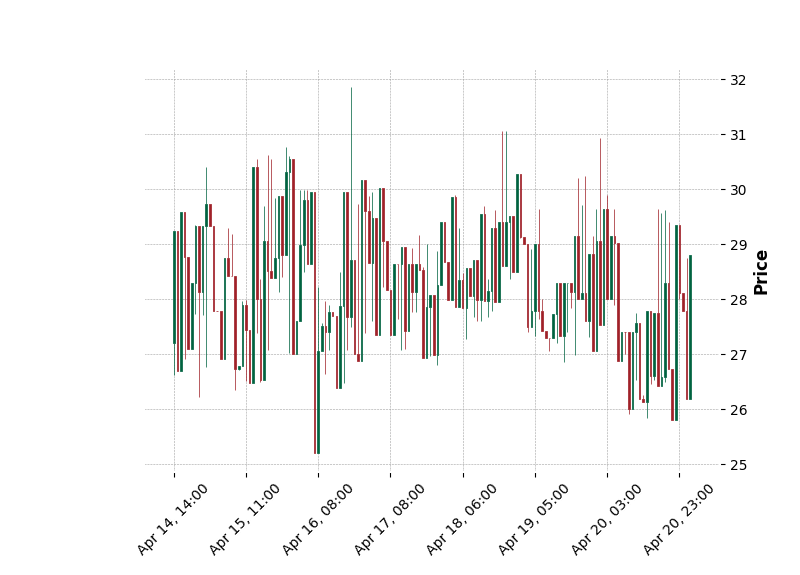 32
31
30
29
28
27
26
25
Price
Apr 14, 14:00
Apr 15, 11:00
Apr 16, 08:00
Apr 17, 08:00
Apr 18, 06:00
Apr 19, 05:00
Apr 20, 03:00
Apr 20, 23:00